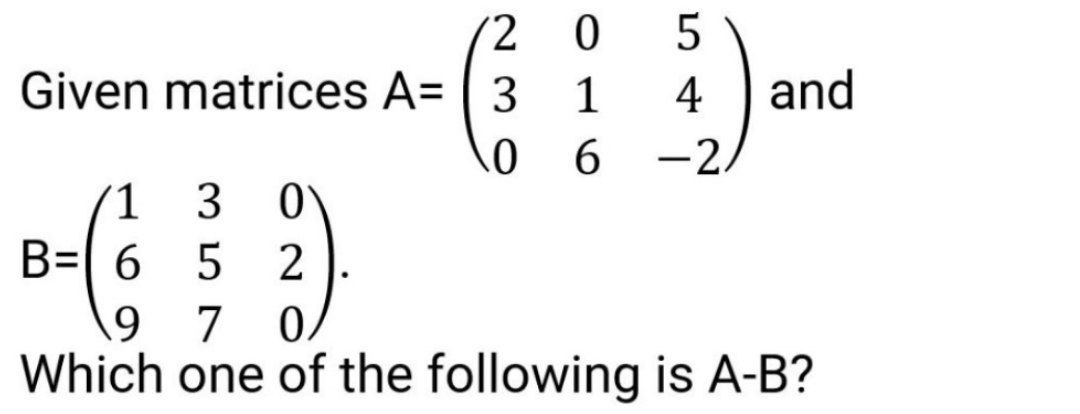 Given matrices A= (2 0 5
3 1 4
0 6 −2) and
B=(1 3 0
6 5 2
9 7 0).
Which one of the following is A-B?